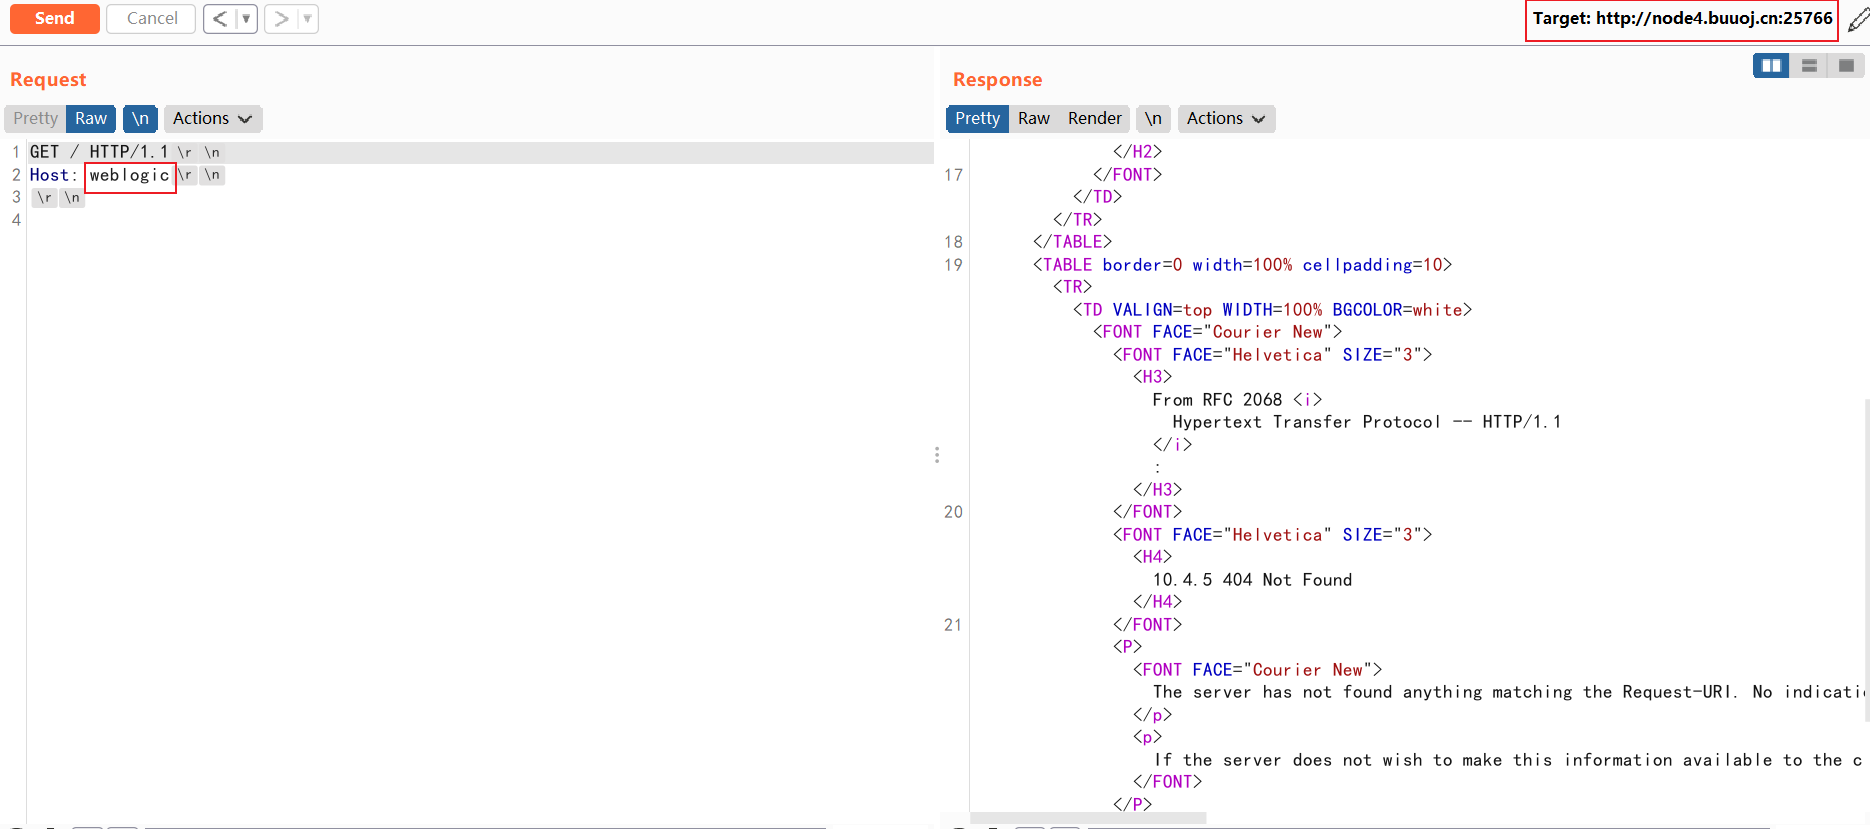 Send Cancel < ▼ > ▼ Target: http://node4.buuoj.cn:25766
Request
Pretty Raw \n Actions
1 GET / HTTP/1.1 \r \n
2 Host: weblogic \r \n
3 \r \n
4
Response
Pretty Raw Render \n Actions
</H2>
17 </FONT>
</TD>
</TR>
18 </TABLE>
19 <TABLE border=0 width=100% cellpadding=10>
<TR>
<TD VALIGN=top WIDTH=100% BGCOLOR=white>
<FONT FACE="Courier New">
<FONT FACE="Helvetica" SIZE="3">
<H3>
From RFC 2068 <i>
Hypertext Transfer Protocol -- HTTP/1.1
</i>
:
</H3>
20 </FONT>
<FONT FACE="Helvetica" SIZE="3">
<H4>
10.4.5 404 Not Found
</H4>
21 </FONT>
<P>
<FONT FACE="Courier New">
The server has not found anything matching the Request-URI. No indicati
</p>
<p>
If the server does not wish to make this information available to the c
</FONT>
</P>